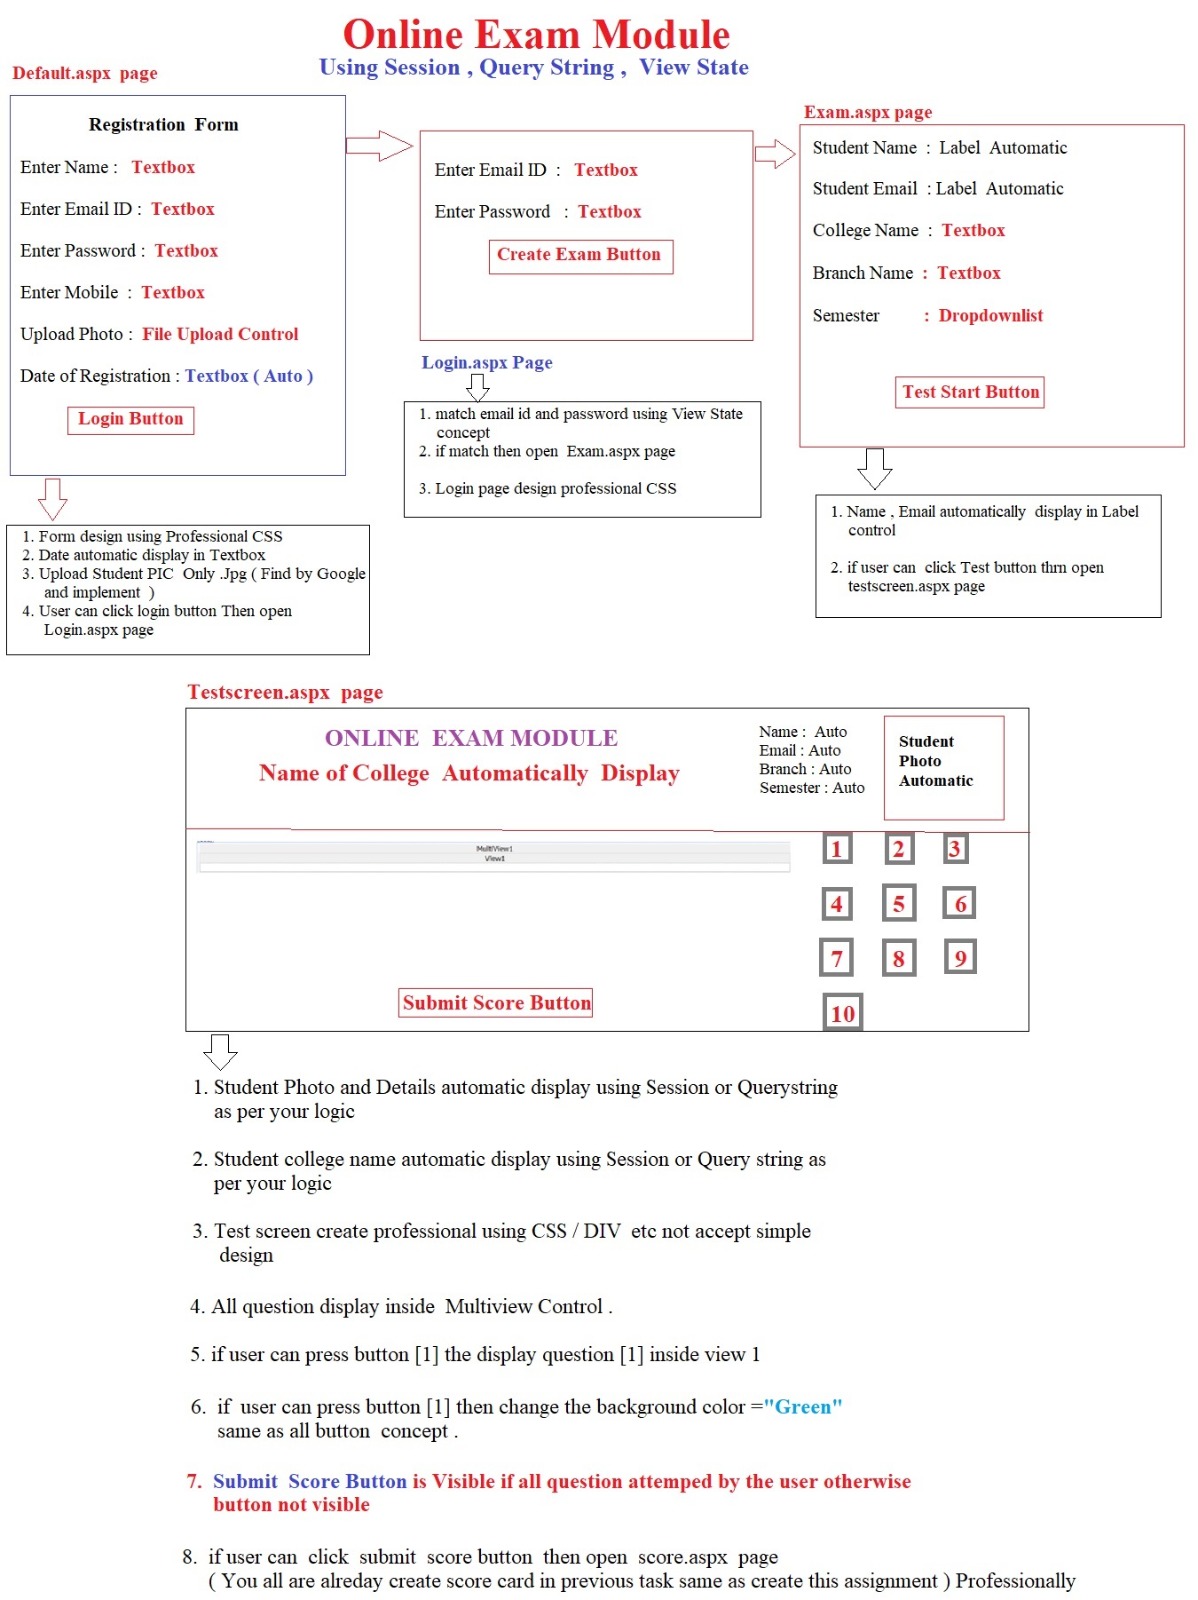 Online Exam Module
Using Session , Query String ,  View State
Default.aspx  page
Registration  Form
Enter Name :  Textbox
Enter Email ID :  Textbox
Enter Password :  Textbox
Enter Mobile  :  Textbox
Upload Photo :  File Upload Control
Date of Registration : Textbox ( Auto )
Login Button
1. Form design using Professional CSS
2. Date automatic display in Textbox
3. Upload Student PIC  Only .Jpg ( Find by Google
and implement  )
4. User can click login button Then open
Login.aspx page
Enter Email ID  :  Textbox
Enter Password   :  Textbox
Create Exam Button
Login.aspx Page
1. match email id and password using View State
concept
2. if match then open  Exam.aspx page
3. Login page design professional CSS
Exam.aspx page
Student Name  :  Label  Automatic
Student Email  : Label  Automatic
College Name  :  Textbox
Branch Name  :  Textbox
Semester  :  Dropdownlist
Test Start Button
1. Name , Email automatically  display in Label
control
2. if user can  click Test button thrn open
testscreen.aspx page
Testscreen.aspx  page
ONLINE  EXAM MODULE
Name of College  Automatically  Display
Name :  Auto
Email : Auto
Branch : Auto
Semester : Auto
Student
Photo
Automatic
MultiView1
View1
1 2 3
4 5 6
7 8 9
10
Submit Score Button
1. Student Photo and Details automatic display using Session or Querystring
as per your logic
2. Student college name automatic display using Session or Query string as
per your logic
3. Test screen create professional using CSS / DIV  etc not accept simple
design
4. All question display inside  Multiview Control .
5. if user can press button [1] the display question [1] inside view 1
6.  if  user can press button [1] then change the background color ="Green"
same as all button  concept .
7.  Submit  Score Button is Visible if all question attemped by the user otherwise
button not visible
8.  if user can  click  submit  score button  then open  score.aspx  page
( You all are alreday create score card in previous task same as create this assignment ) Professionally